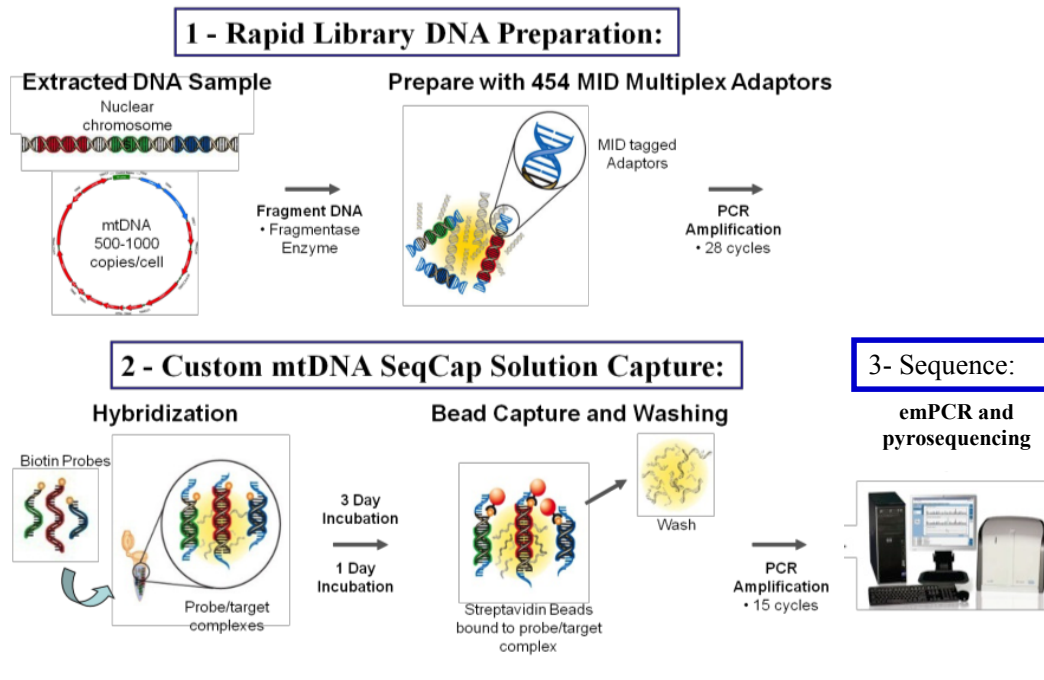 1 - Rapid Library DNA Preparation:
Extracted DNA Sample
Nuclear
chromosome
mtDNA
500-1000
copies/cell
Fragment DNA
• Fragmentase
Enzyme
Prepare with 454 MID Multiplex Adaptors
MID tagged
Adaptors
PCR
Amplification
• 28 cycles
2 - Custom mtDNA SeqCap Solution Capture:
Hybridization
Biotin Probes
Probe/target
complexes
3 Day
Incubation
1 Day
Incubation
Bead Capture and Washing
Streptavidin Beads
bound to probe/target
complex
Wash
PCR
Amplification
• 15 cycles
3- Sequence:
emPCR and
pyrosequencing